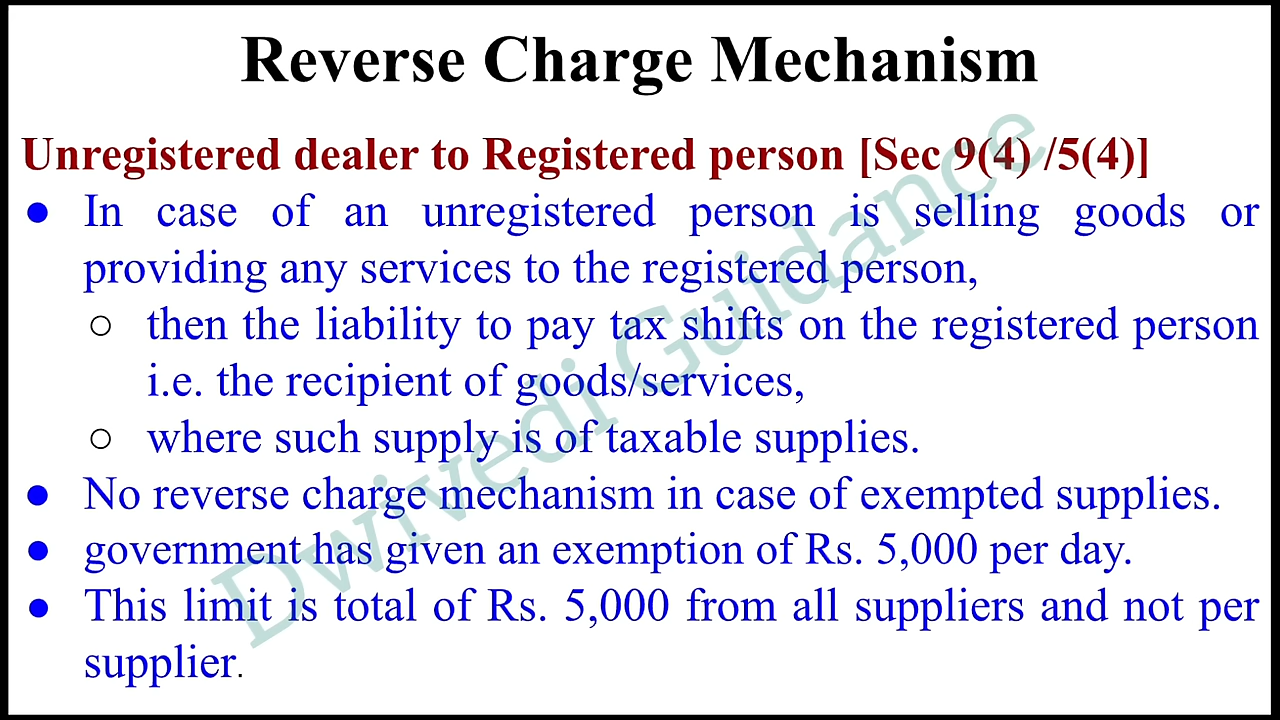 Reverse Charge Mechanism
Unregistered dealer to Registered person [Sec 9(4) /5(4)]
● In case of an unregistered person is selling goods or
providing any services to the registered person,
○ then the liability to pay tax shifts on the registered person
i.e. the recipient of goods/services,
○ where such supply is of taxable supplies.
● No reverse charge mechanism in case of exempted supplies.
● government has given an exemption of Rs. 5,000 per day.
● This limit is total of Rs. 5,000 from all suppliers and not per
supplier.
Dwivedi Guidance